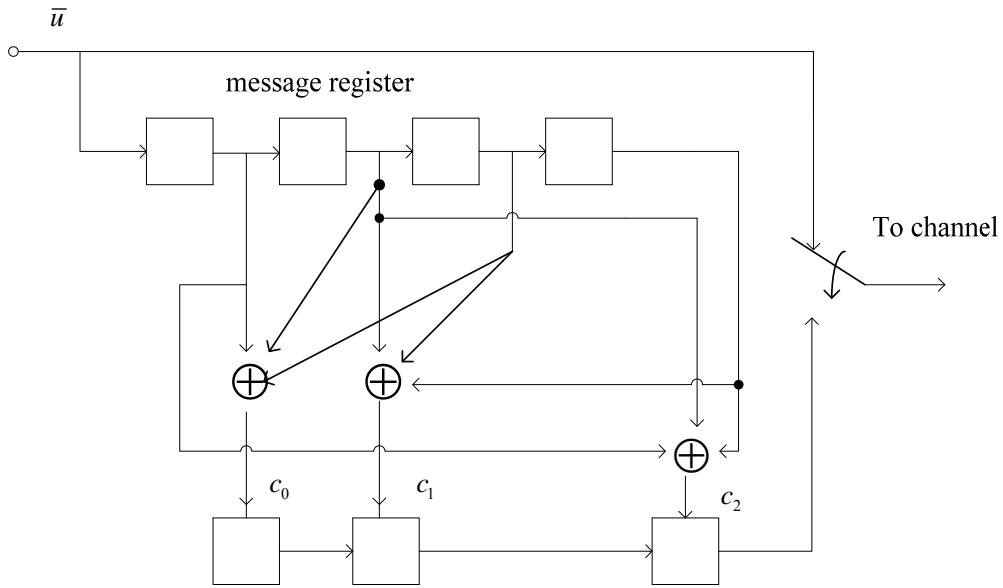 u̅
message register
To channel
c₀
c₁
c₂